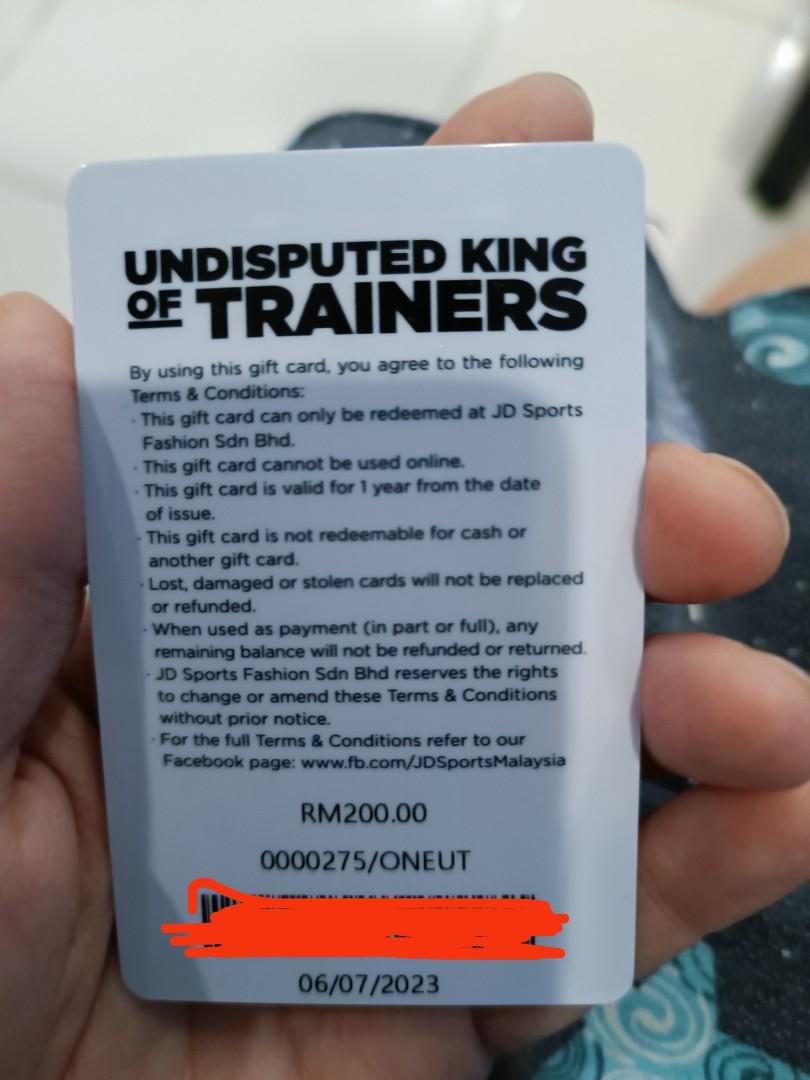 UNDISPUTED KING
OF TRAINERS
By using this gift card, you agree to the following
Terms & Conditions:
· This gift card can only be redeemed at JD Sports
Fashion Sdn Bhd.
· This gift card cannot be used online.
· This gift card is valid for 1 year from the date
of issue.
· This gift card is not redeemable for cash or
another gift card.
· Lost, damaged or stolen cards will not be replaced
or refunded.
· When used as payment (in part or full), any
remaining balance will not be refunded or returned.
· JD Sports Fashion Sdn Bhd reserves the rights
to change or amend these Terms & Conditions
without prior notice.
· For the full Terms & Conditions refer to our
Facebook page: www.fb.com/JDSportsMalaysia
RM200.00
0000275/ONEUT
06/07/2023